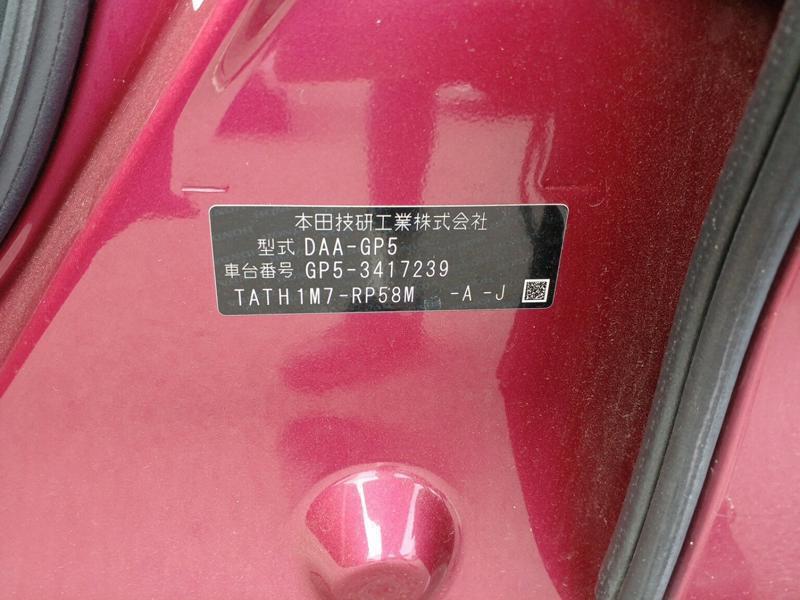 本田技研工業株式会社
型式 DAA-GP5
車台番号 GP5-3417239
TATH1M7-RP58M -A -J